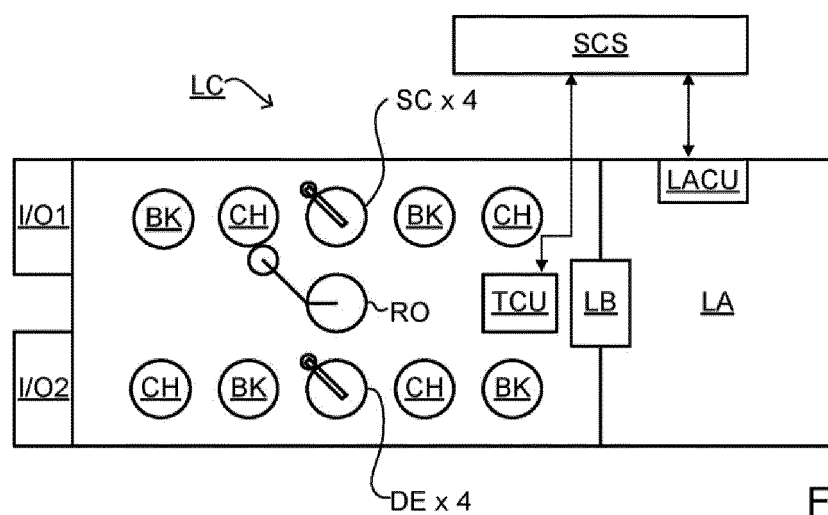 SCS
LC
SC x 4
LACU
I/O1
BK
CH
BK
CH
RO
TCU
LB
LA
I/O2
CH
BK
CH
BK
DE x 4
F